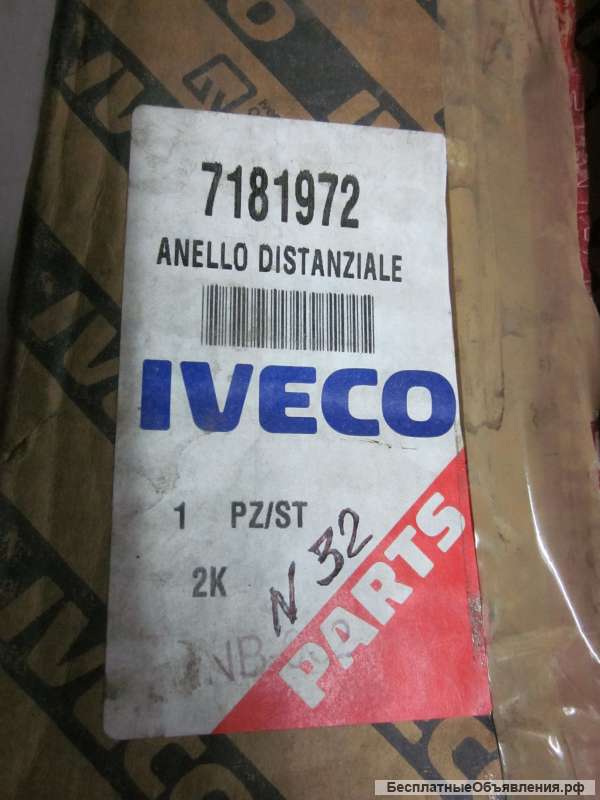 7181972
ANELLO DISTANZIALE
IVECO
1 PZ/ST
2K
N 32
PARTS
БесплатныеОбъявления.рф